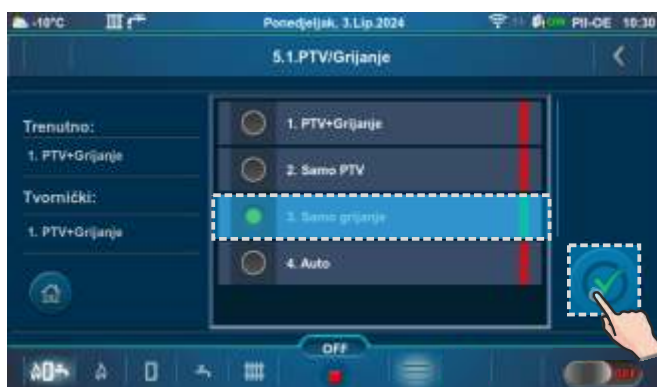 -10°C Ponedjeljak, 3.Lip.2024 PII-OE 10:30
5.1.PTV/Grijanje
Trenutno:
1. PTV+Grijanje
Tvornički:
1. PTV+Grijanje
1. PTV+Grijanje
2. Samo PTV
3. Samo grijanje
4. Auto
OFF
OFF